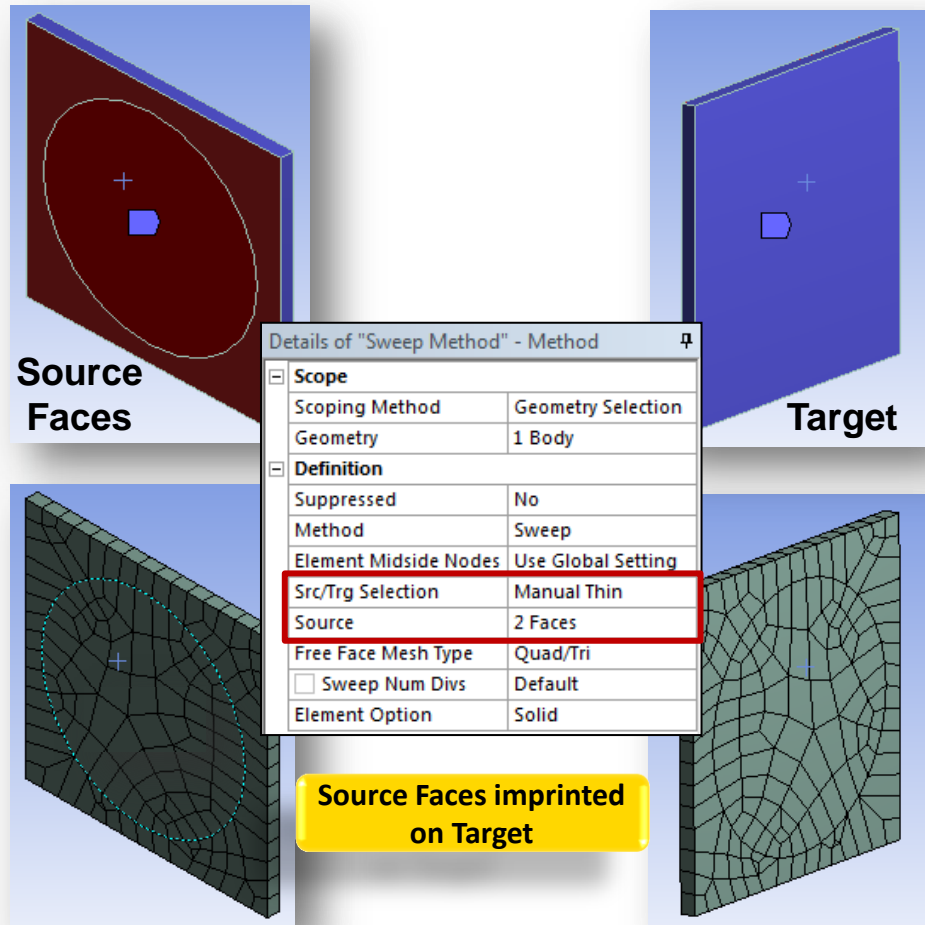 Source
Faces
Target
Details of "Sweep Method" - Method
Scope
Scoping Method Geometry Selection
Geometry 1 Body
Definition
Suppressed No
Method Sweep
Element Midside Nodes Use Global Setting
Src/Trg Selection Manual Thin
Source 2 Faces
Free Face Mesh Type Quad/Tri
Sweep Num Divs Default
Element Option Solid
Source Faces imprinted
on Target